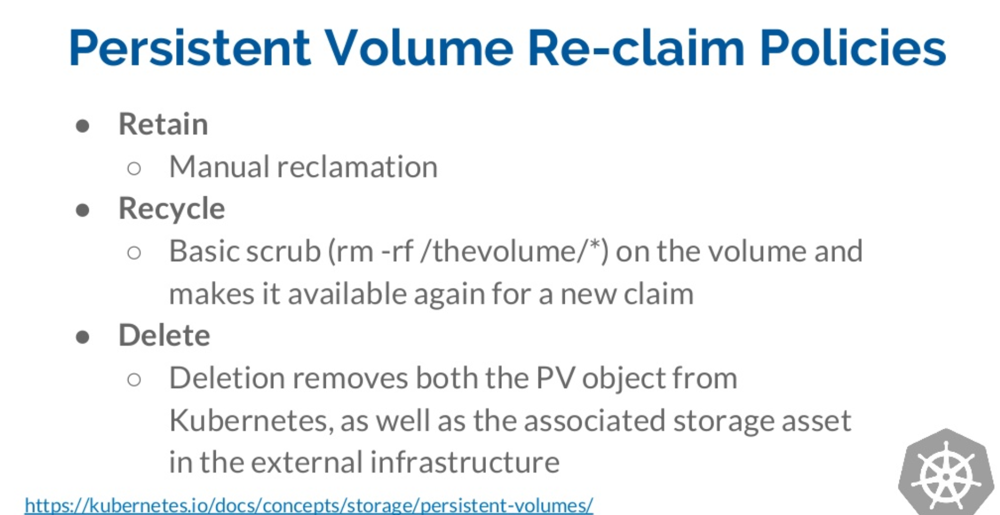 Persistent Volume Re-claim Policies
● Retain
○ Manual reclamation
● Recycle
○ Basic scrub (rm -rf /thevolume/*) on the volume and
makes it available again for a new claim
● Delete
○ Deletion removes both the PV object from
Kubernetes, as well as the associated storage asset
in the external infrastructure
https://kubernetes.io/docs/concepts/storage/persistent-volumes/